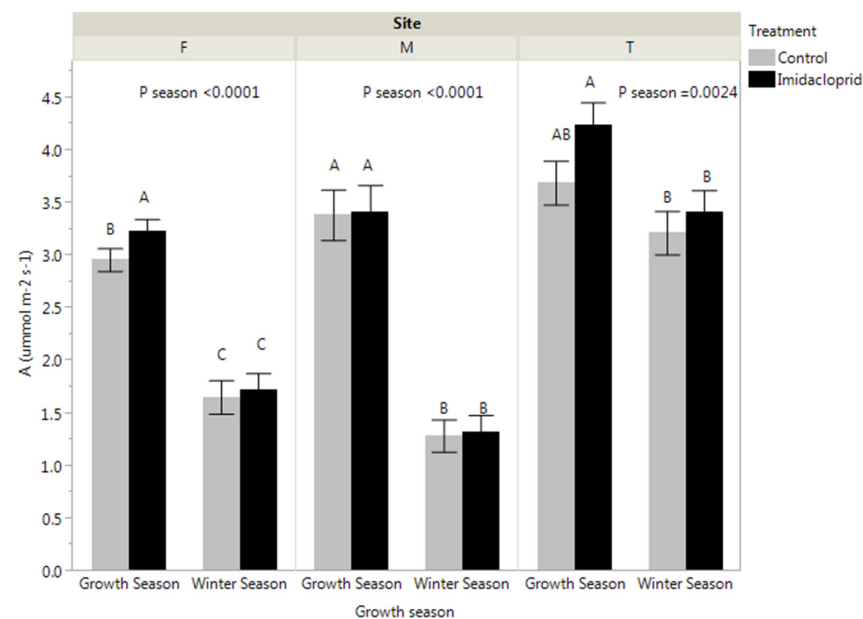 Site
F M T
Treatment
Control
Imidacloprid
P season <0.0001 P season <0.0001 P season =0.0024
A (ummol m-2 s-1)
4.5
4.0
3.5
3.0
2.5
2.0
1.5
1.0
0.5
0.0
B A C C A A B B AB A B B
Growth Season Winter Season Growth Season Winter Season Growth Season Winter Season
Growth season